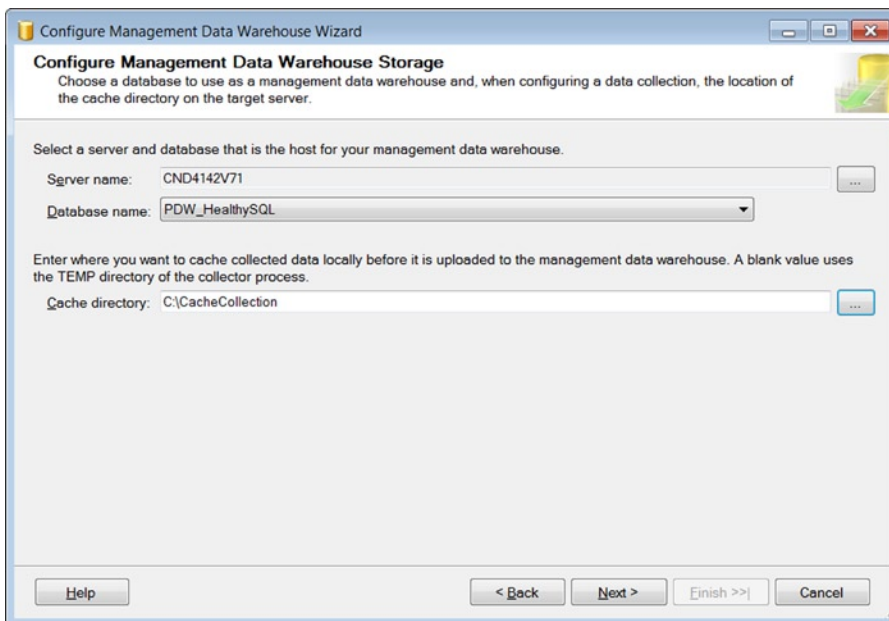 Configure Management Data Warehouse Wizard
Configure Management Data Warehouse Storage
Choose a database to use as a management data warehouse and, when configuring a data collection, the location of
the cache directory on the target server.
Select a server and database that is the host for your management data warehouse.
Server name: CND4142V71 ...
Database name: PDW_HealthySQL
Enter where you want to cache collected data locally before it is uploaded to the management data warehouse. A blank value uses
the TEMP directory of the collector process.
Cache directory: C:\CacheCollection ...
Help < Back Next > Finish >>| Cancel